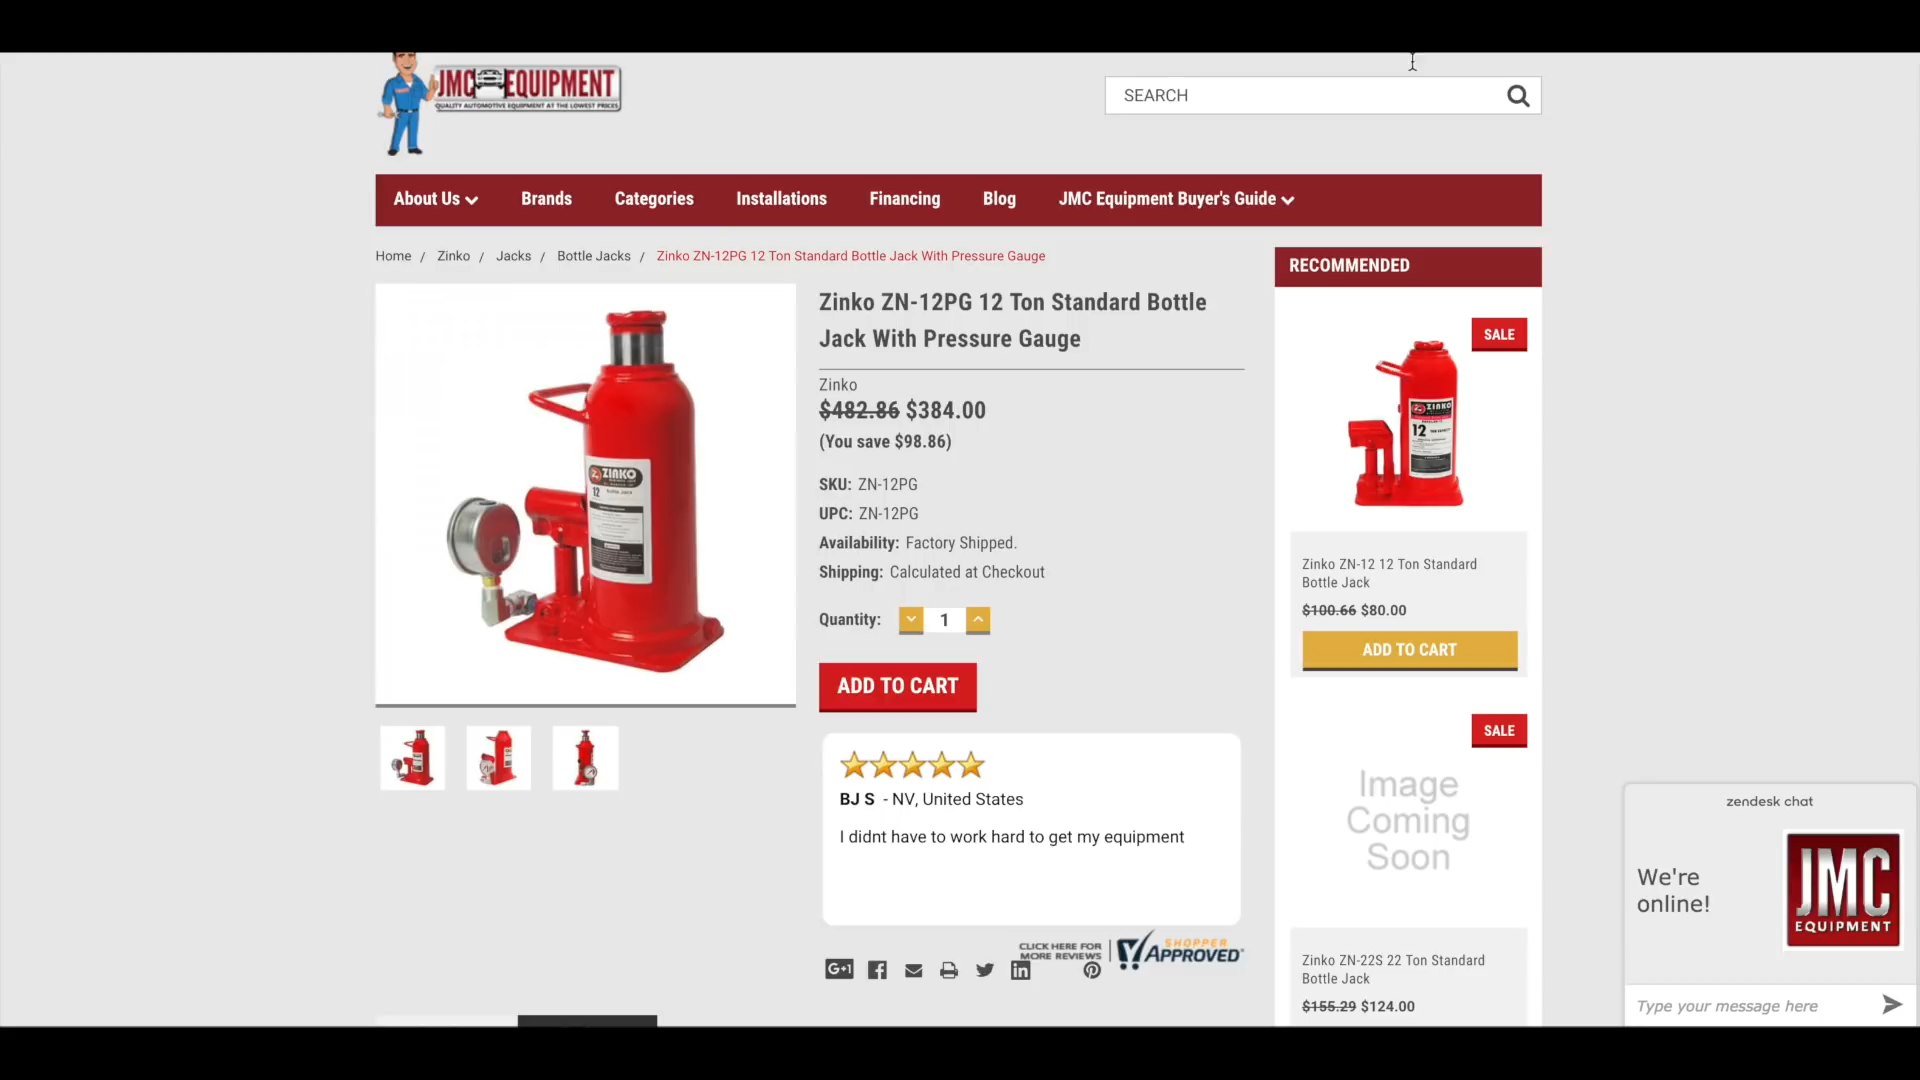 JMC EQUIPMENT
QUALITY AUTOMOTIVE EQUIPMENT AT THE LOWEST PRICES
SEARCH
About Us
Brands
Categories
Installations
Financing
Blog
JMC Equipment Buyer's Guide
Home / Zinko / Jacks / Bottle Jacks / Zinko ZN-12PG 12 Ton Standard Bottle Jack With Pressure Gauge
ZINKO
12 Bottle Jack
Zinko ZN-12PG 12 Ton Standard Bottle
Jack With Pressure Gauge
Zinko
$482.86 $384.00
(You save $98.86)
SKU: ZN-12PG
UPC: ZN-12PG
Availability: Factory Shipped.
Shipping: Calculated at Checkout
Quantity: 1
ADD TO CART
BJ S - NV, United States
I didnt have to work hard to get my equipment
CLICK HERE FOR
MORE REVIEWS
SHOPPER
APPROVED
G+1
RECOMMENDED
SALE
ZINKO
12
Zinko ZN-12 12 Ton Standard
Bottle Jack
$100.66 $80.00
ADD TO CART
SALE
Image
Coming
Soon
Zinko ZN-22S 22 Ton Standard
Bottle Jack
$155.29 $124.00
zendesk chat
We're
online!
JMC
EQUIPMENT
Type your message here